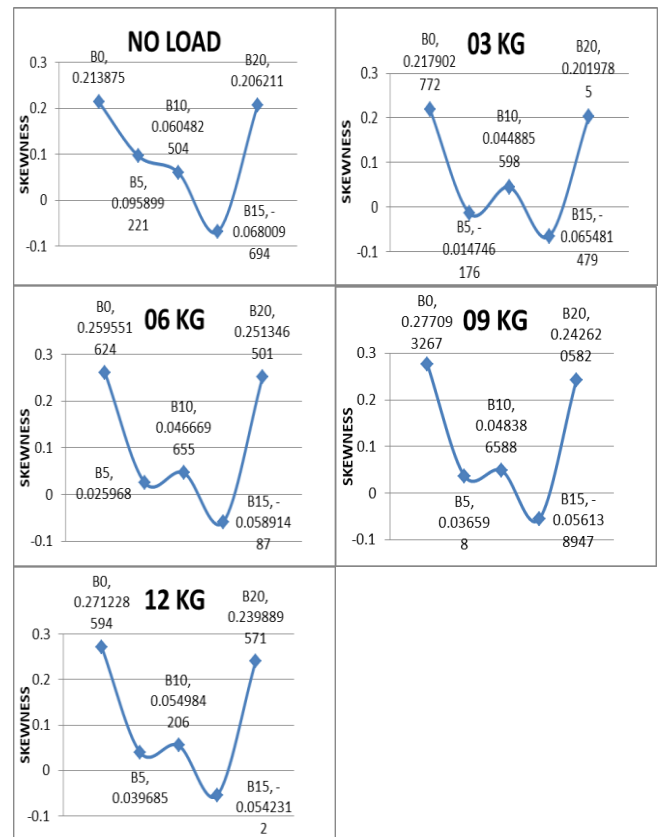 NO LOAD
B0,
0.213875
B20,
0.206211
B10,
0.060482
504
B5,
0.095899
221
B15, -
0.068009
694
0.3
0.2
0.1
0
-0.1
SKEWNESS
03 KG
B0,
0.217902
772
B20,
0.201978
5
B10,
0.044885
598
B5, -
0.014746
176
B15, -
0.065481
479
0.3
0.2
0.1
0
-0.1
SKEWNESS
06 KG
B0,
0.259551
624
B20,
0.251346
501
B10,
0.046669
655
B5,
0.025968
B15, -
0.058914
87
0.3
0.2
0.1
0
-0.1
SKEWNESS
09 KG
B0,
0.27709
3267
B20,
0.24262
0582
B10,
0.04838
6588
B5,
0.03659
8
B15, -
0.05613
8947
0.3
0.2
0.1
0
-0.1
SKEWNESS
12 KG
B0,
0.271228
594
B20,
0.239889
571
B10,
0.054984
206
B5,
0.039685
B15, -
0.054231
2
0.3
0.2
0.1
0
-0.1
SKEWNESS